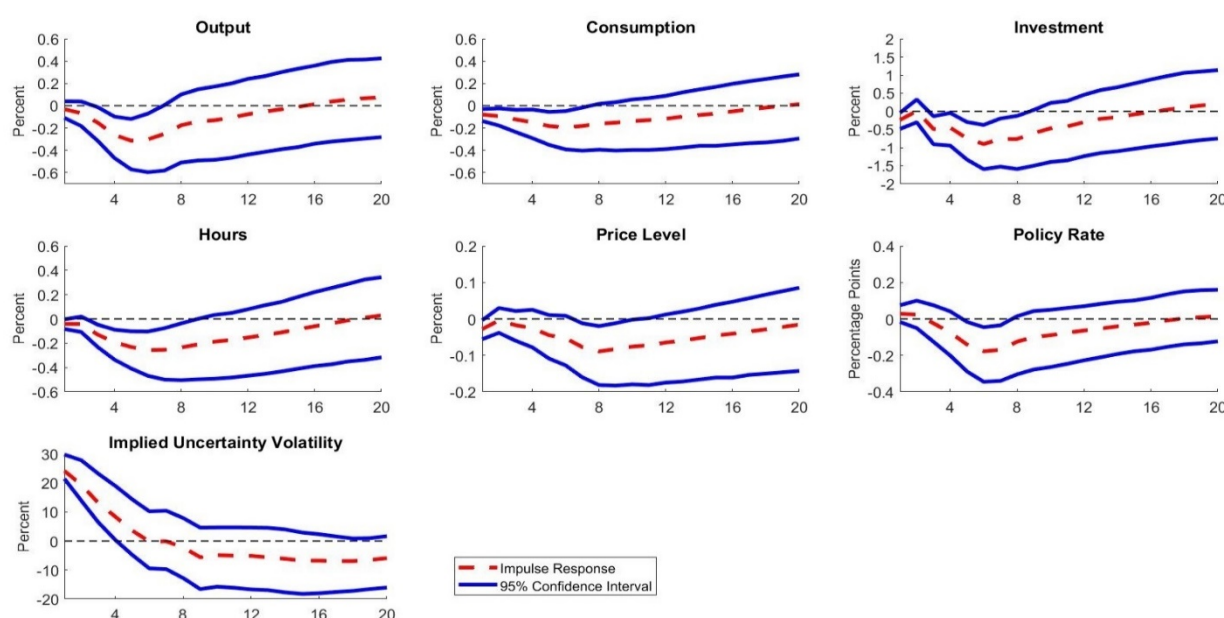 Output
Consumption
Investment
Percent
0.6
0.4
0.2
0
-0.2
-0.4
-0.6
4 8 12 16 20
Percent
0.6
0.4
0.2
0
-0.2
-0.4
-0.6
4 8 12 16 20
Percent
2
1.5
1
0.5
0
-0.5
-1
-1.5
-2
4 8 12 16 20
Hours
Price Level
Policy Rate
Percent
0.6
0.4
0.2
0
-0.2
-0.4
-0.6
4 8 12 16 20
Percent
0.2
0.1
0
-0.1
-0.2
4 8 12 16 20
Percentage Points
0.4
0.2
0
-0.2
-0.4
4 8 12 16 20
Implied Uncertainty Volatility
Percent
30
20
10
0
-10
-20
4 8 12 16 20
Impulse Response
95% Confidence Interval